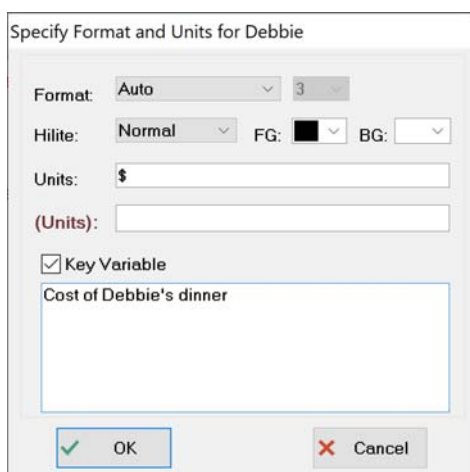 Specify Format and Units for Debbie
Format: Auto 3
Hilite: Normal FG: BG:
Units: $
(Units):
Key Variable
Cost of Debbie's dinner
OK Cancel